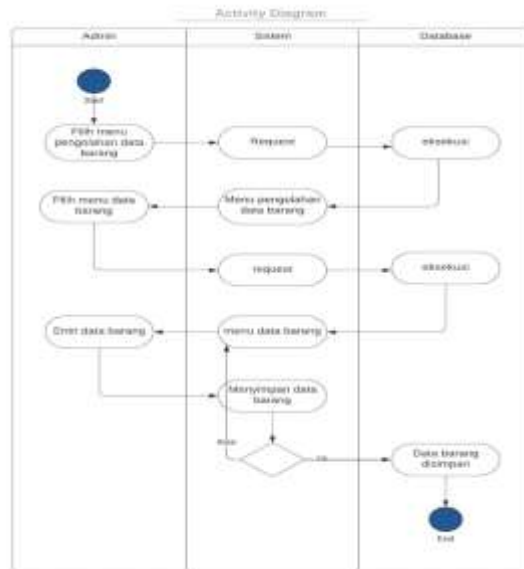 Activity Diagram
Admin
Sistem
Database
Start
Pilih menu
pengolahan data
barang
Request
eksekusi
Menu pengolahan
data barang
Pilih menu data
barang
request
eksekusi
Entri data barang
menu data barang
Menyimpan data
barang
Data barang
disimpan
End